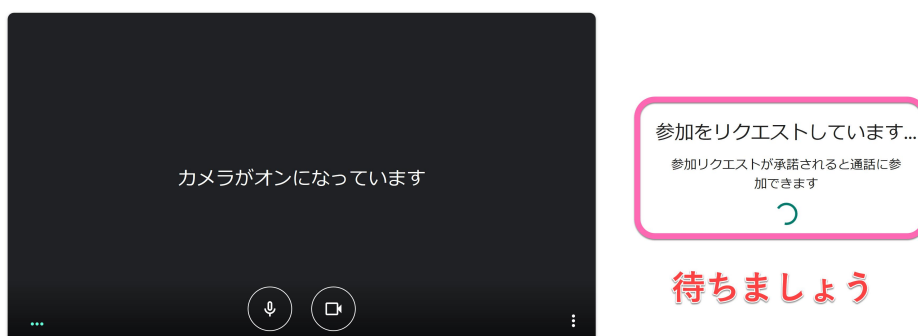 カメラがオンになっています
参加をリクエストしています...
参加リクエストが承諾されると通話に参
加できます
待ちましょう